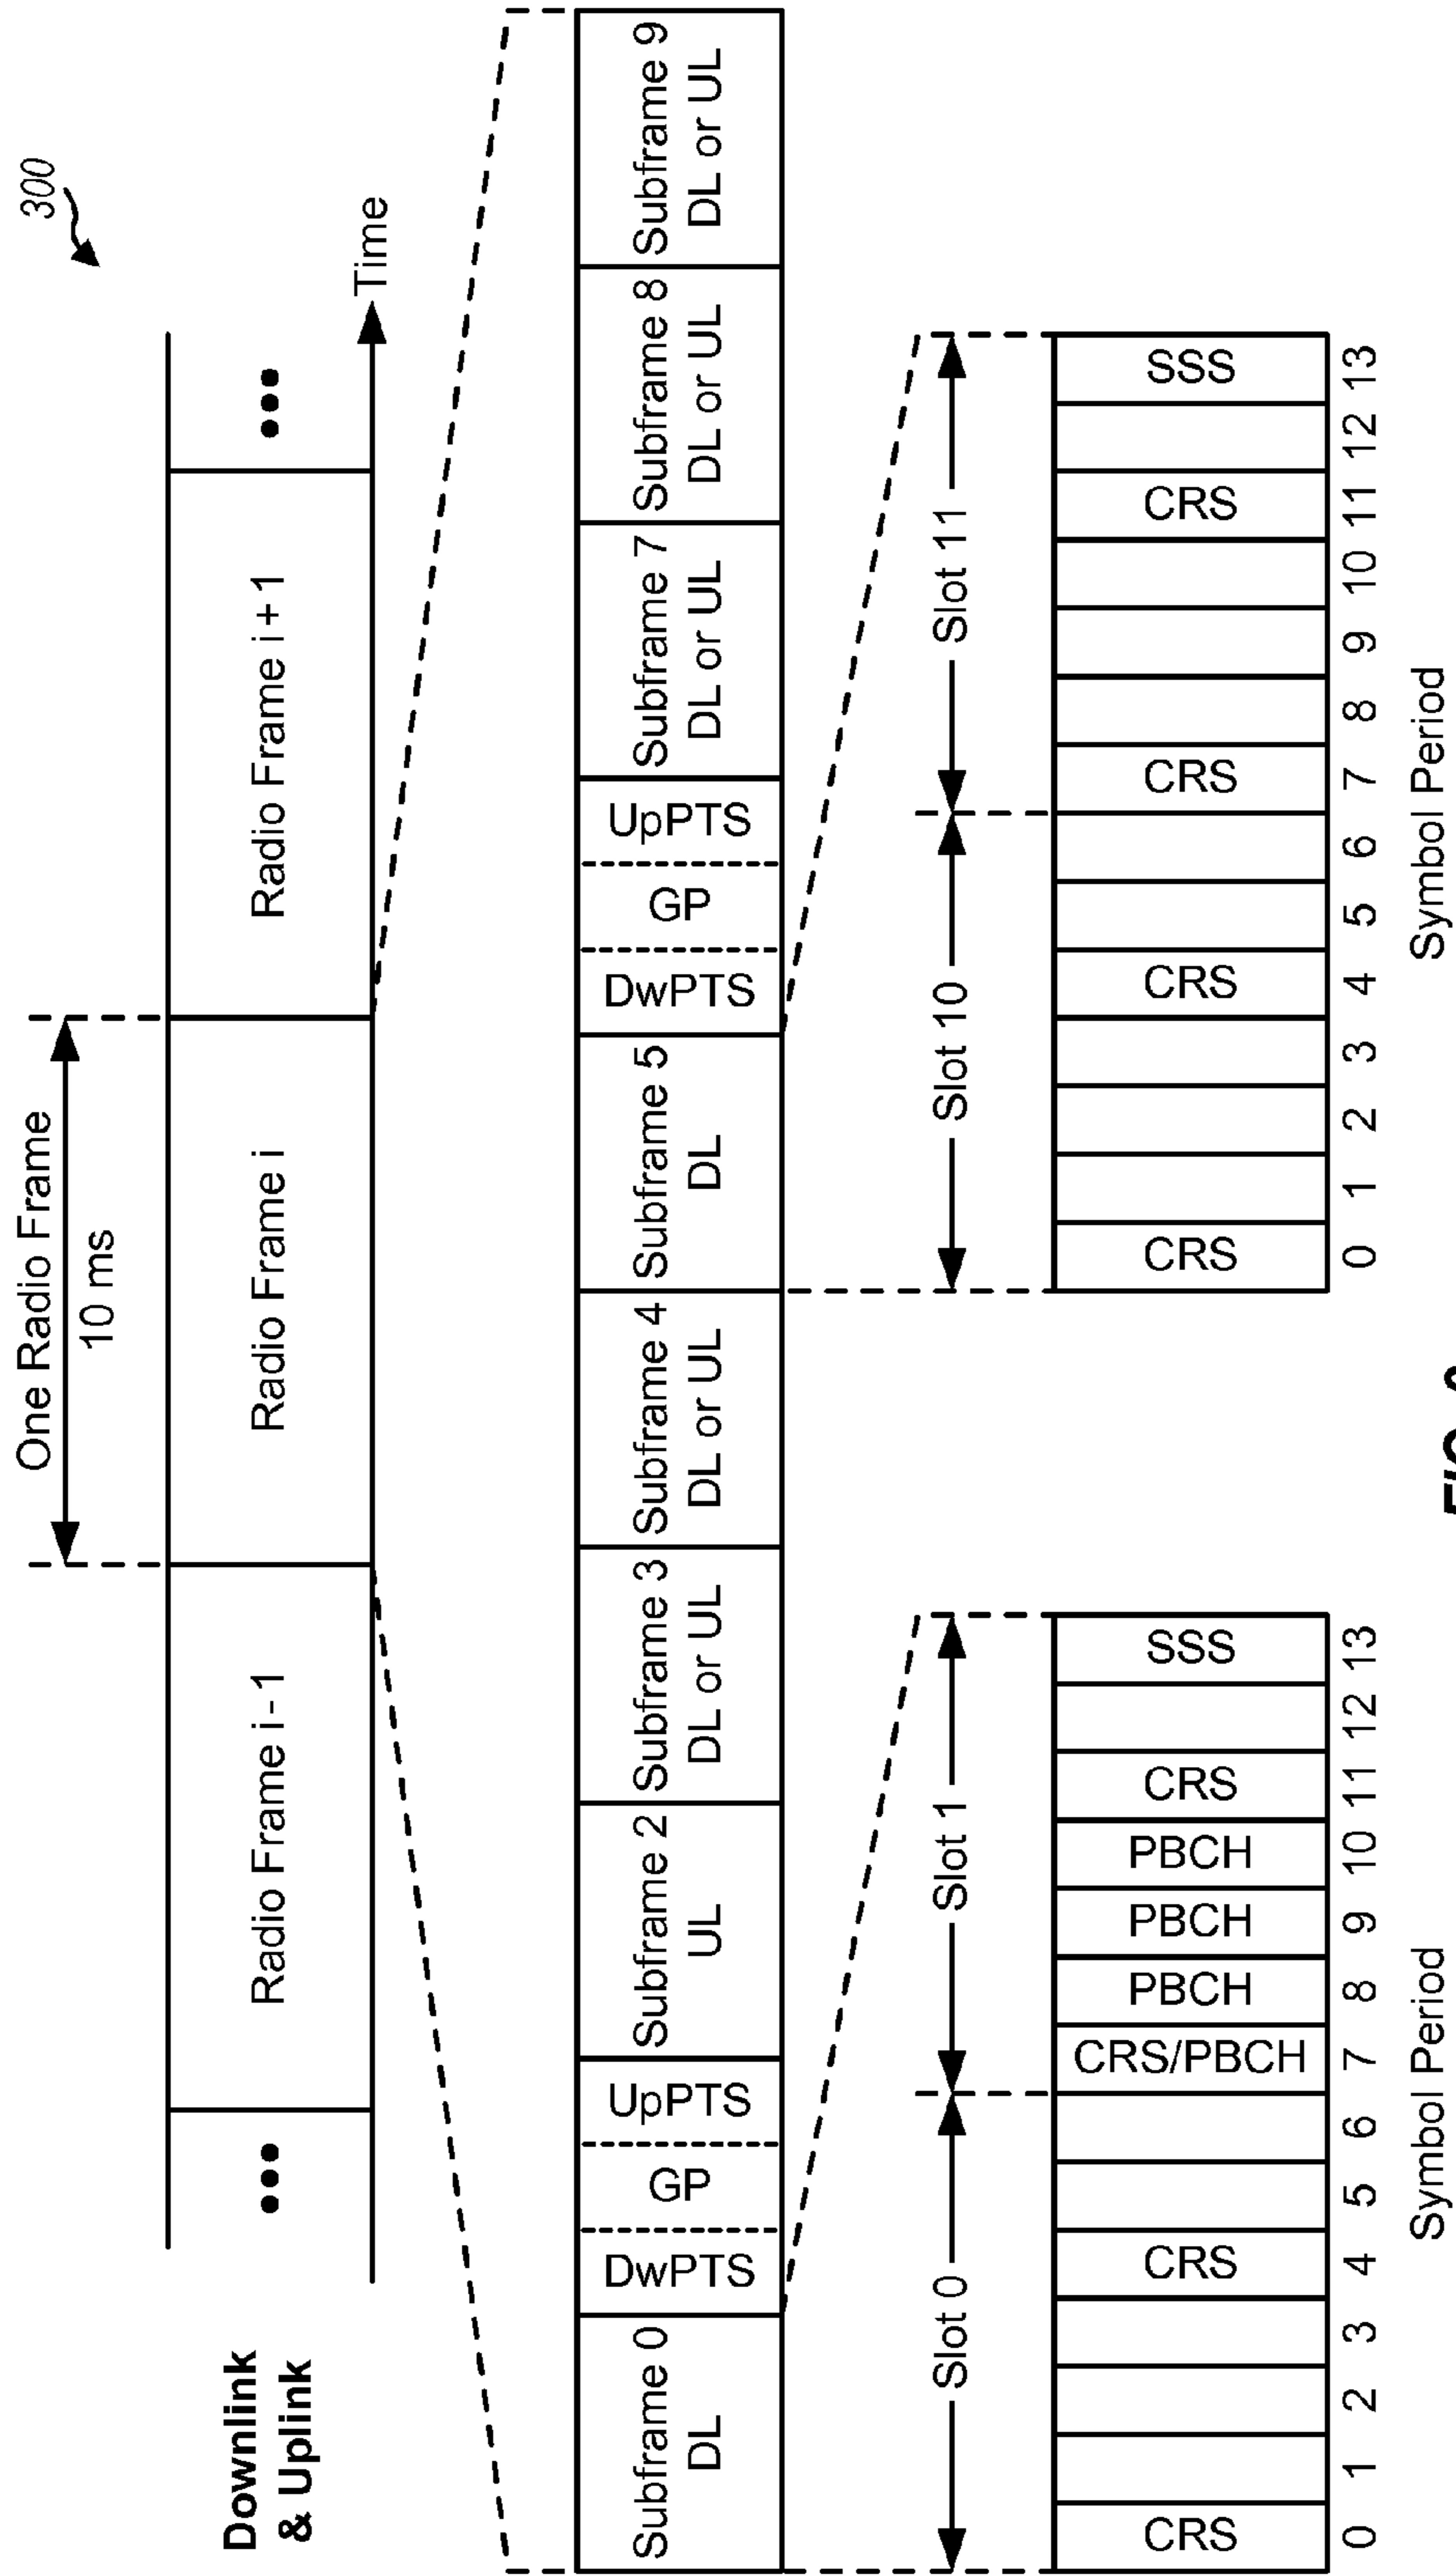 300
One Radio Frame
10 ms
Downlink
& Uplink
•••
Radio Frame i - 1
Radio Frame i
Radio Frame i + 1
•••
Time
Subframe 0
DL
DwPTS
GP
UpPTS
Subframe 2
UL
Subframe 3
DL or UL
Subframe 4
DL or UL
Subframe 5
DL
DwPTS
GP
UpPTS
Subframe 7
DL or UL
Subframe 8
DL or UL
Subframe 9
DL or UL
Slot 0
Slot 1
CRS
CRS
CRS/PBCH
PBCH
PBCH
PBCH
CRS
SSS
0 1 2 3 4 5 6 7 8 9 10 11 12 13
Symbol Period
Slot 10
Slot 11
CRS
CRS
CRS
CRS
SSS
0 1 2 3 4 5 6 7 8 9 10 11 12 13
Symbol Period
FIG.